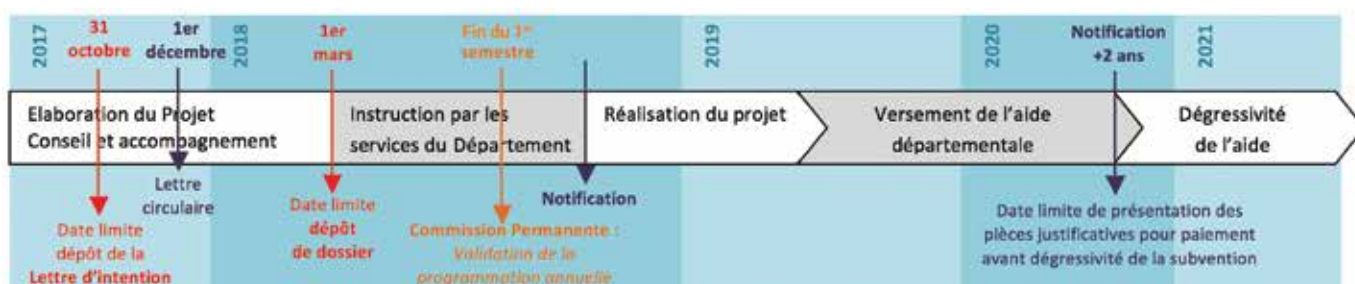 2017
31
octobre
1er
décembre
2018
1er
mars
Fin du 1er
semestre
2019
2020
Notification
+2 ans
2021
Elaboration du Projet
Conseil et accompagnement
Instruction par les
services du Département
Réalisation du projet
Versement de l'aide
départementale
Dégressivité
de l'aide
Date limite
dépôt de la
Lettre d'intention
Lettre
circulaire
Date limite
dépôt
de dossier
Commission Permanente :
Validation de la
programmation annuelle
Notification
Date limite de présentation des
pièces justificatives pour paiement
avant dégressivité de la subvention